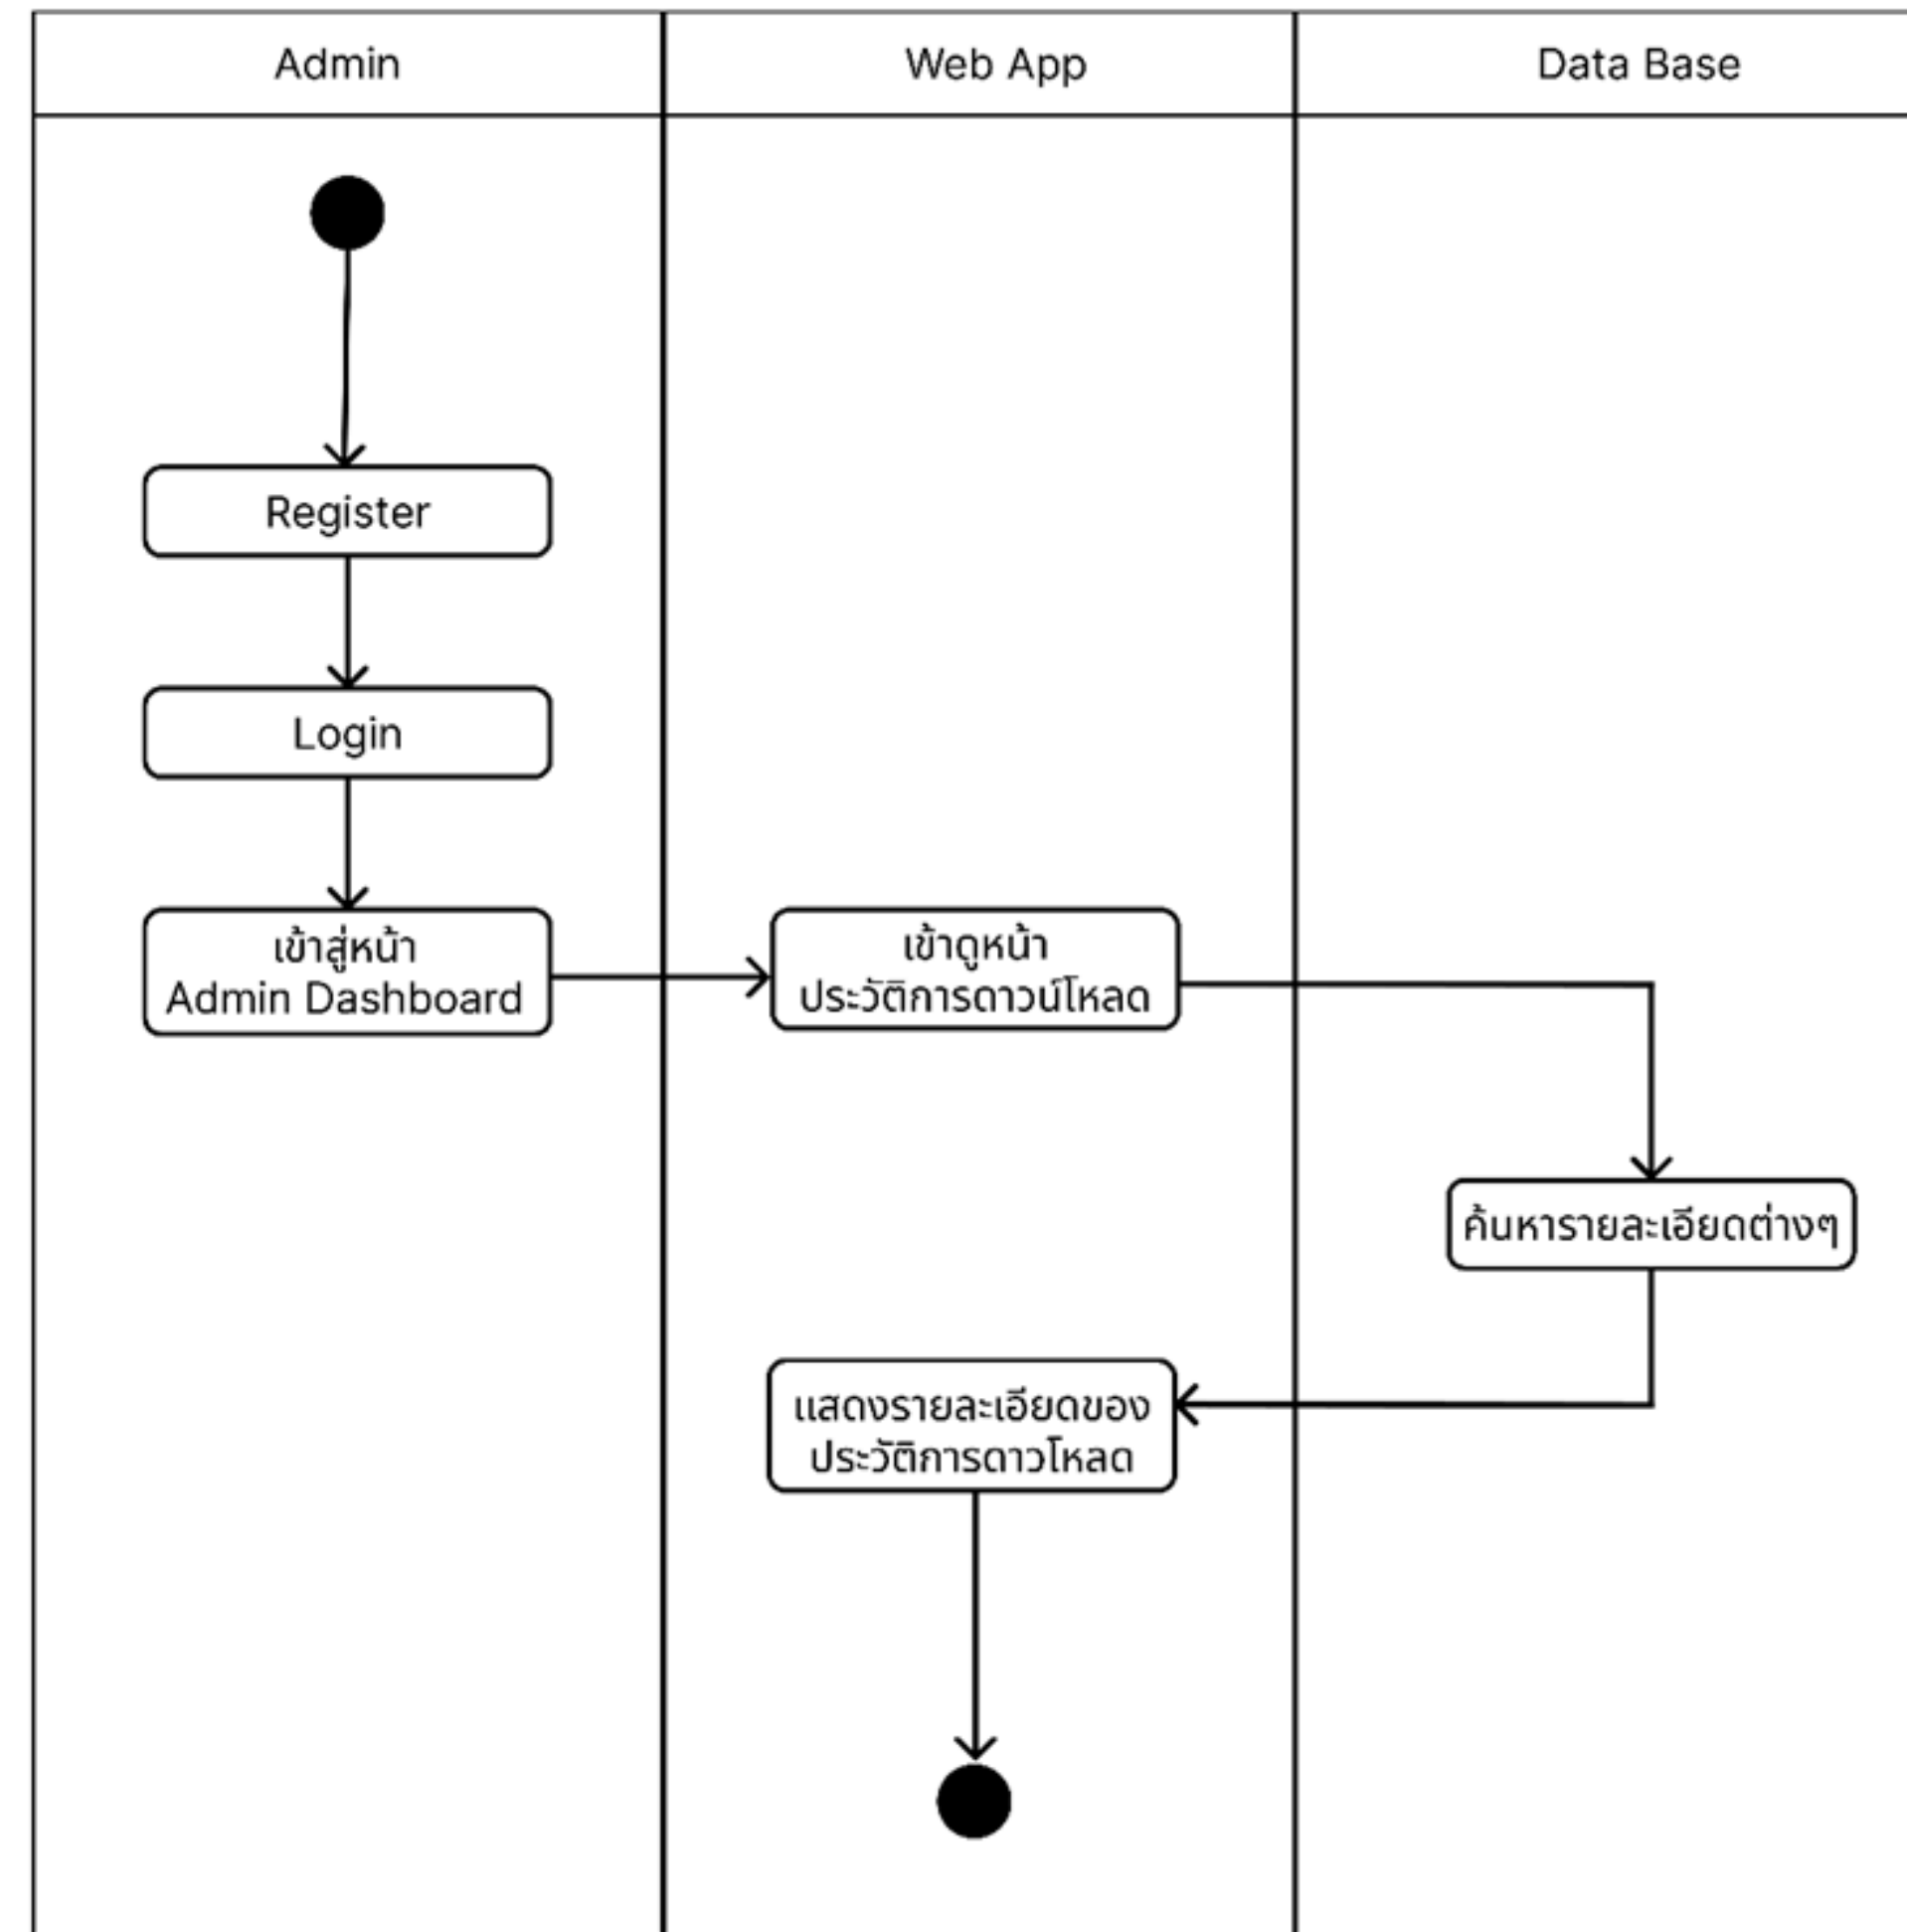 Admin
Web App
Data Base
Register
Login
เข้าสู่หน้า
Admin Dashboard
เข้าดูหน้า
ประวัติการดาวน์โหลด
ค้นหารายละเอียดต่างๆ
แสดงรายละเอียดของ
ประวัติการดาวโหลด